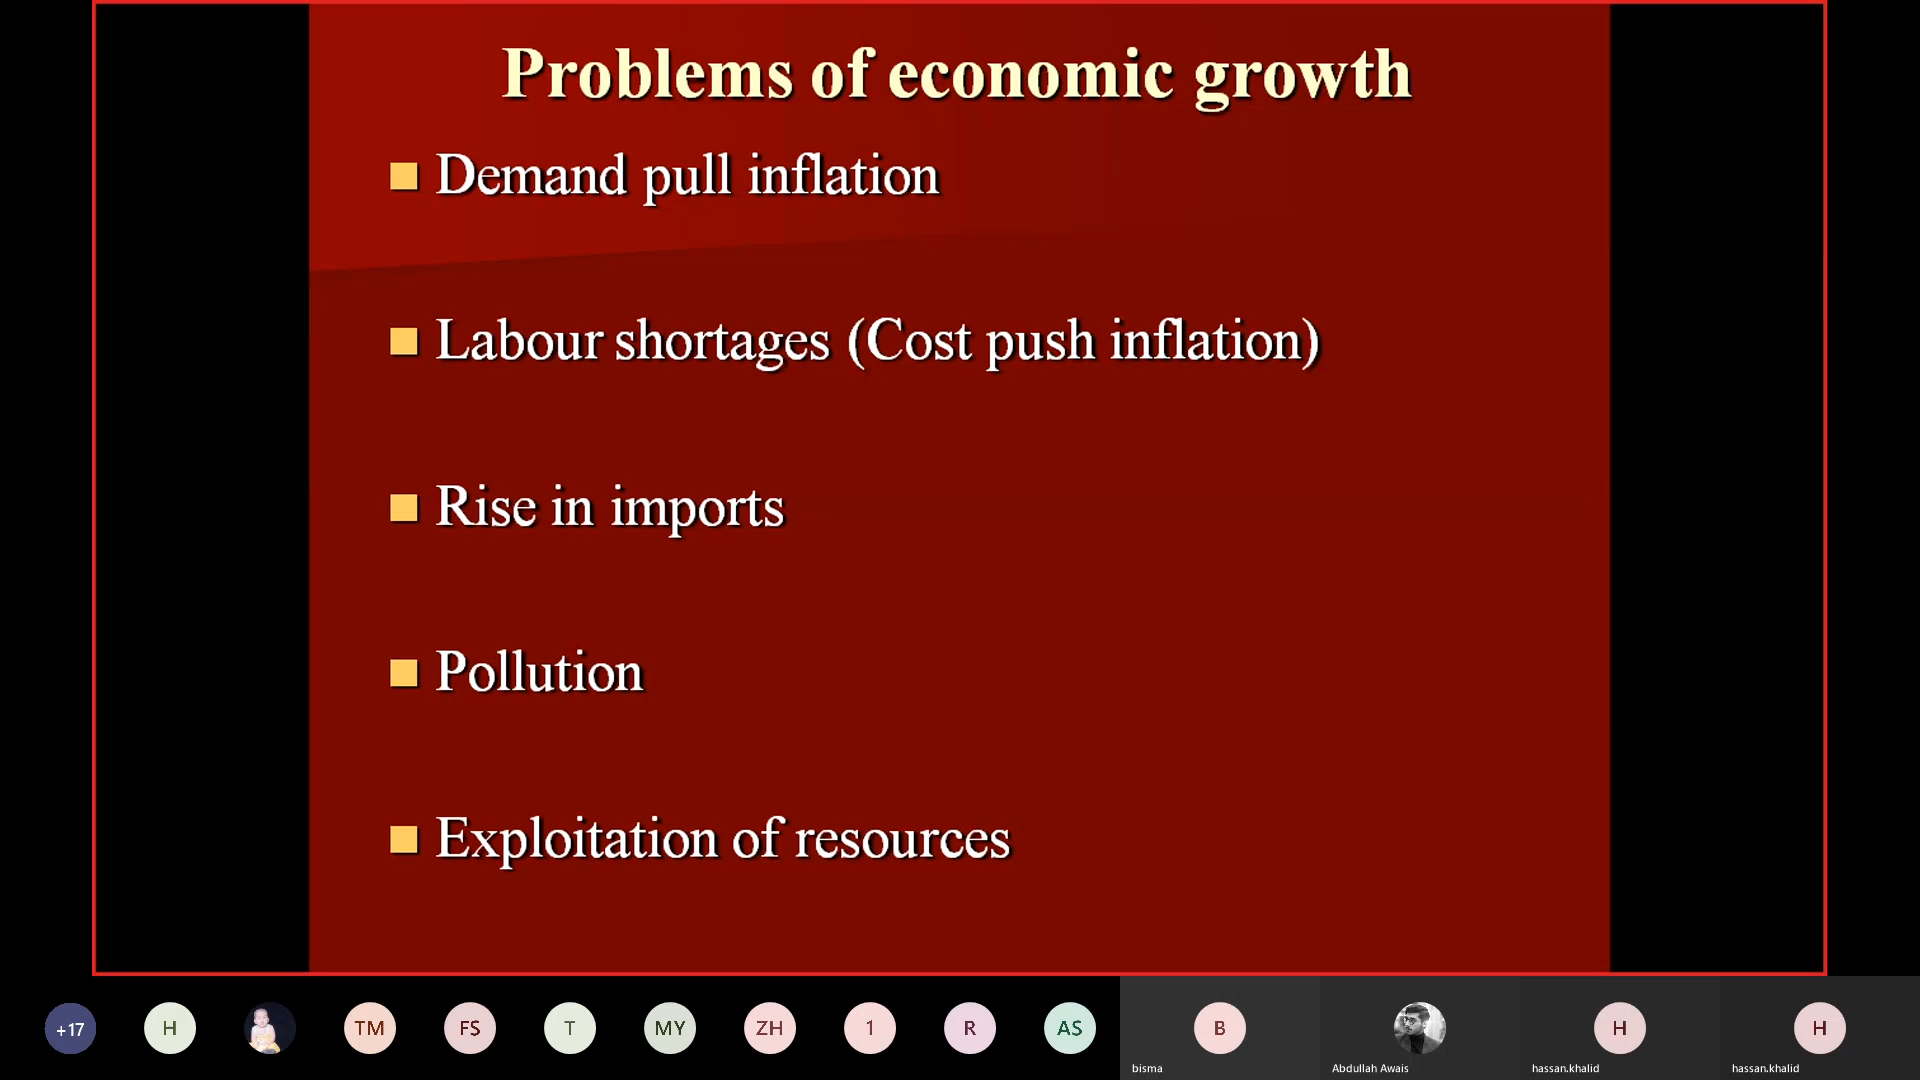 Problems of economic growth
Demand pull inflation
Labour shortages (Cost push inflation)
Rise in imports
Pollution
Exploitation of resources
+17
H
TM
FS
T
MY
ZH
1
R
AS
B
H
H
bisma
Abdullah Awais
hassan.khalid
hassan.khalid